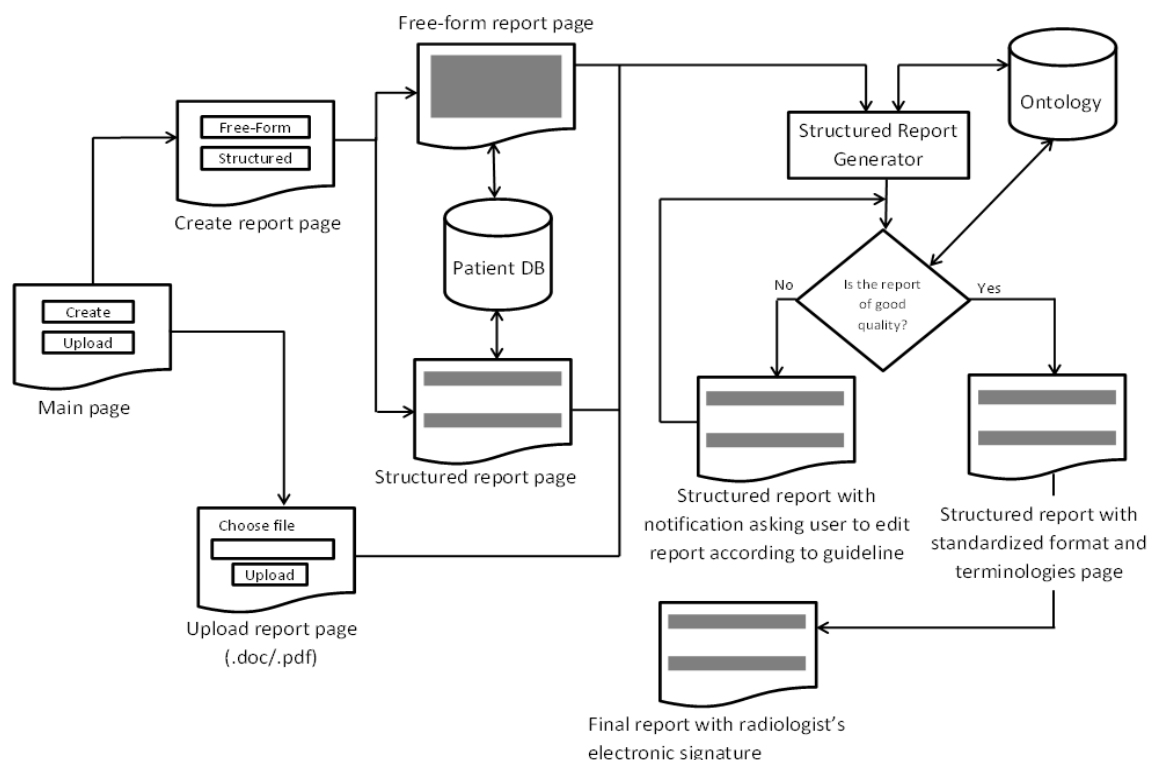 Free-form report page
Free-Form
Structured
Create report page
Ontology
Structured Report
Generator
Patient DB
Create
Upload
Main page
Is the report
of good
quality?
No
Yes
Structured report page
Choose file
Upload
Upload report page
(.doc/.pdf)
Structured report with
notification asking user to edit
report according to guideline
Structured report with
standardized format and
terminologies page
Final report with radiologist's
electronic signature